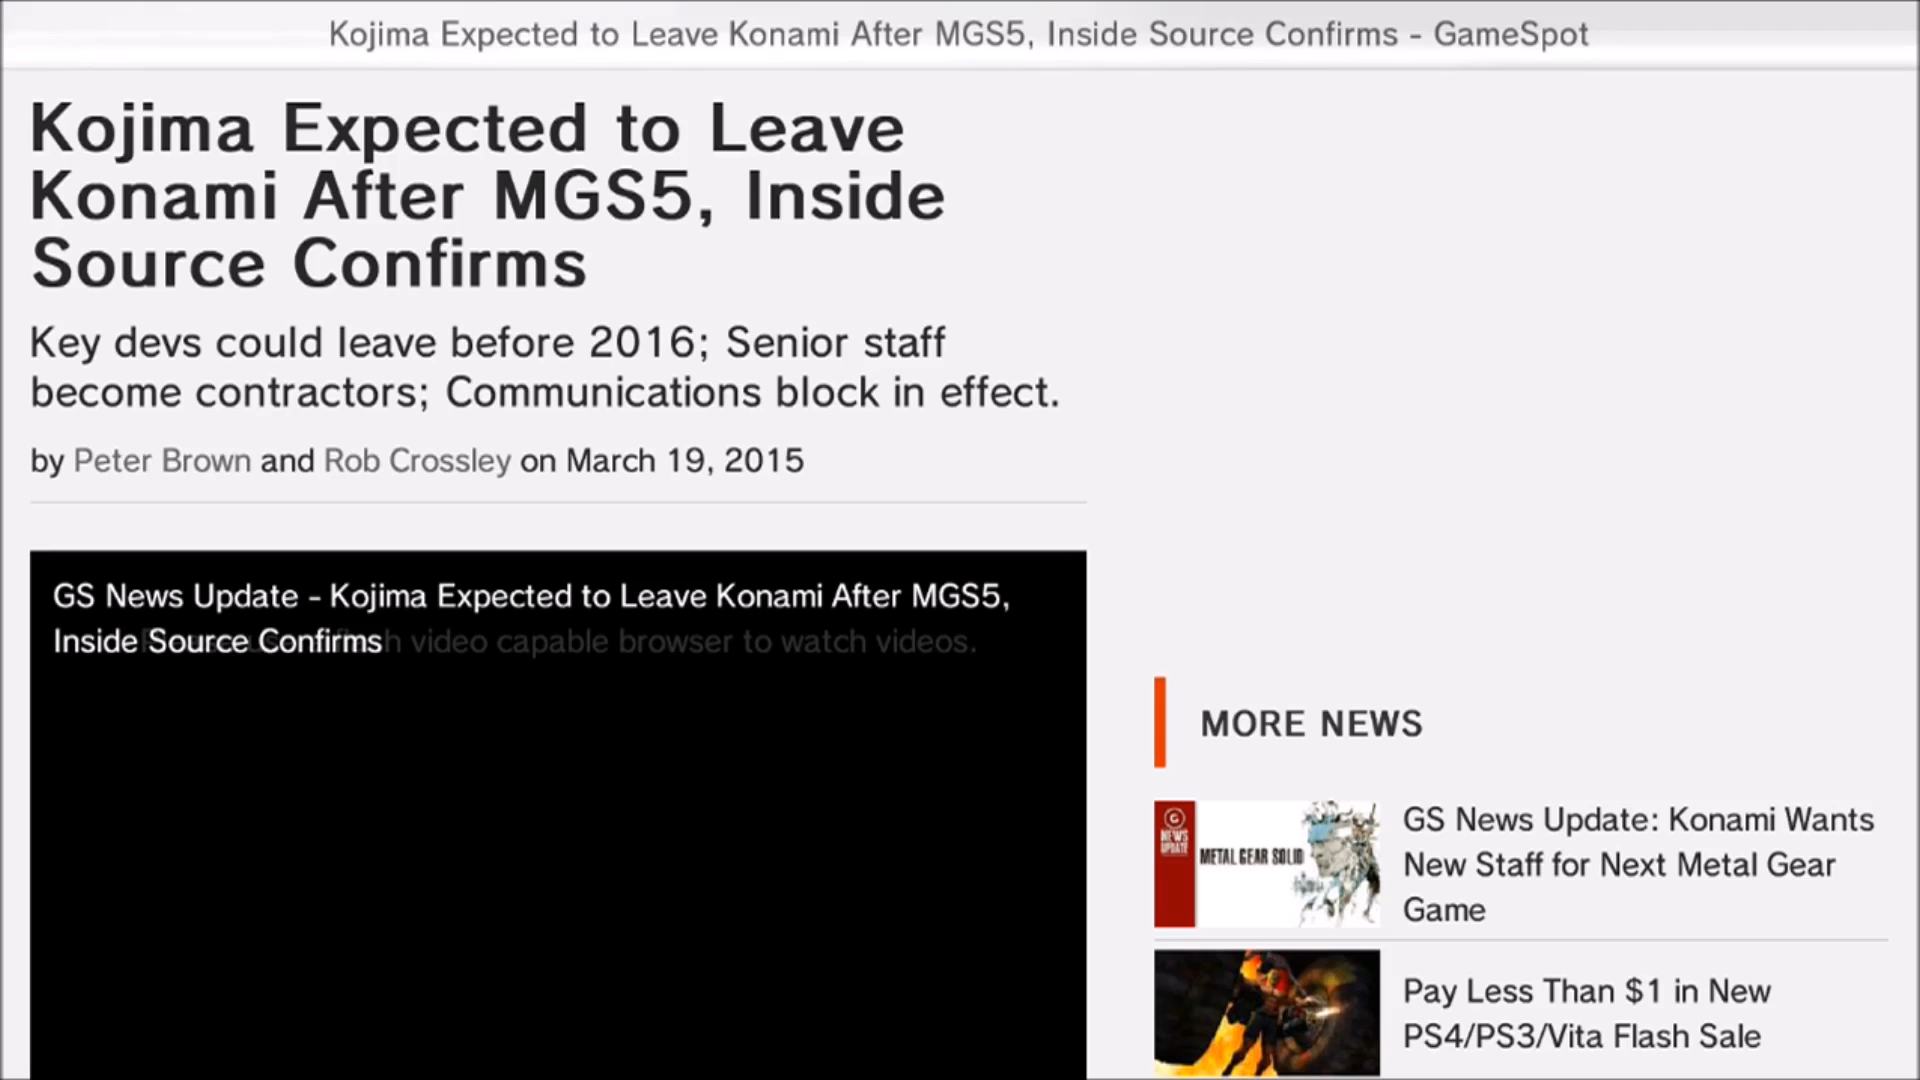 Kojima Expected to Leave Konami After MGS5, Inside Source Confirms - GameSpot
Kojima Expected to Leave
Konami After MGS5, Inside
Source Confirms
Key devs could leave before 2016; Senior staff
become contractors; Communications block in effect.
by Peter Brown and Rob Crossley on March 19, 2015
GS News Update - Kojima Expected to Leave Konami After MGS5,
Inside Source Confirms
video capable browser to watch videos.
MORE NEWS
G
NEWS
UPDATE
METAL GEAR SOLID
GS News Update: Konami Wants
New Staff for Next Metal Gear
Game
Pay Less Than $1 in New
PS4/PS3/Vita Flash Sale